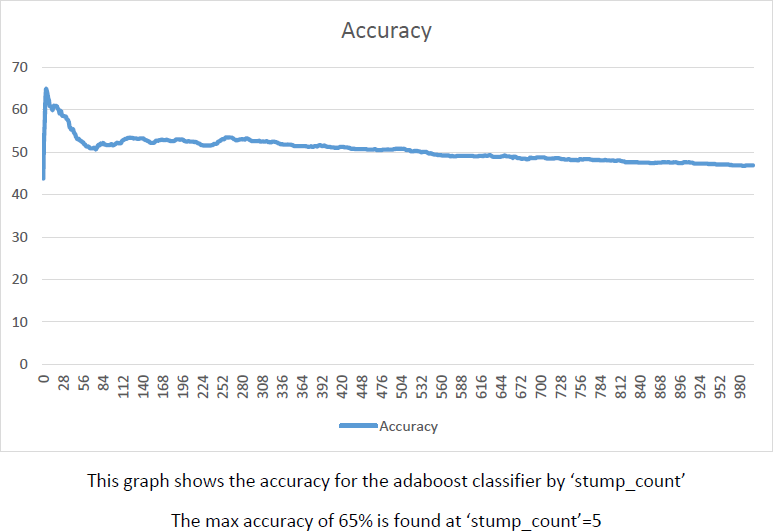 Accuracy
70
60
50
40
30
20
10
0
0 28 56 84 112 140 168 196 224 252 280 308 336 364 392 420 448 476 504 532 560 588 616 644 672 700 728 756 784 812 840 868 896 924 952 980
Accuracy
This graph shows the accuracy for the adaboost classifier by ‘stump_count’
The max accuracy of 65% is found at ‘stump_count’=5